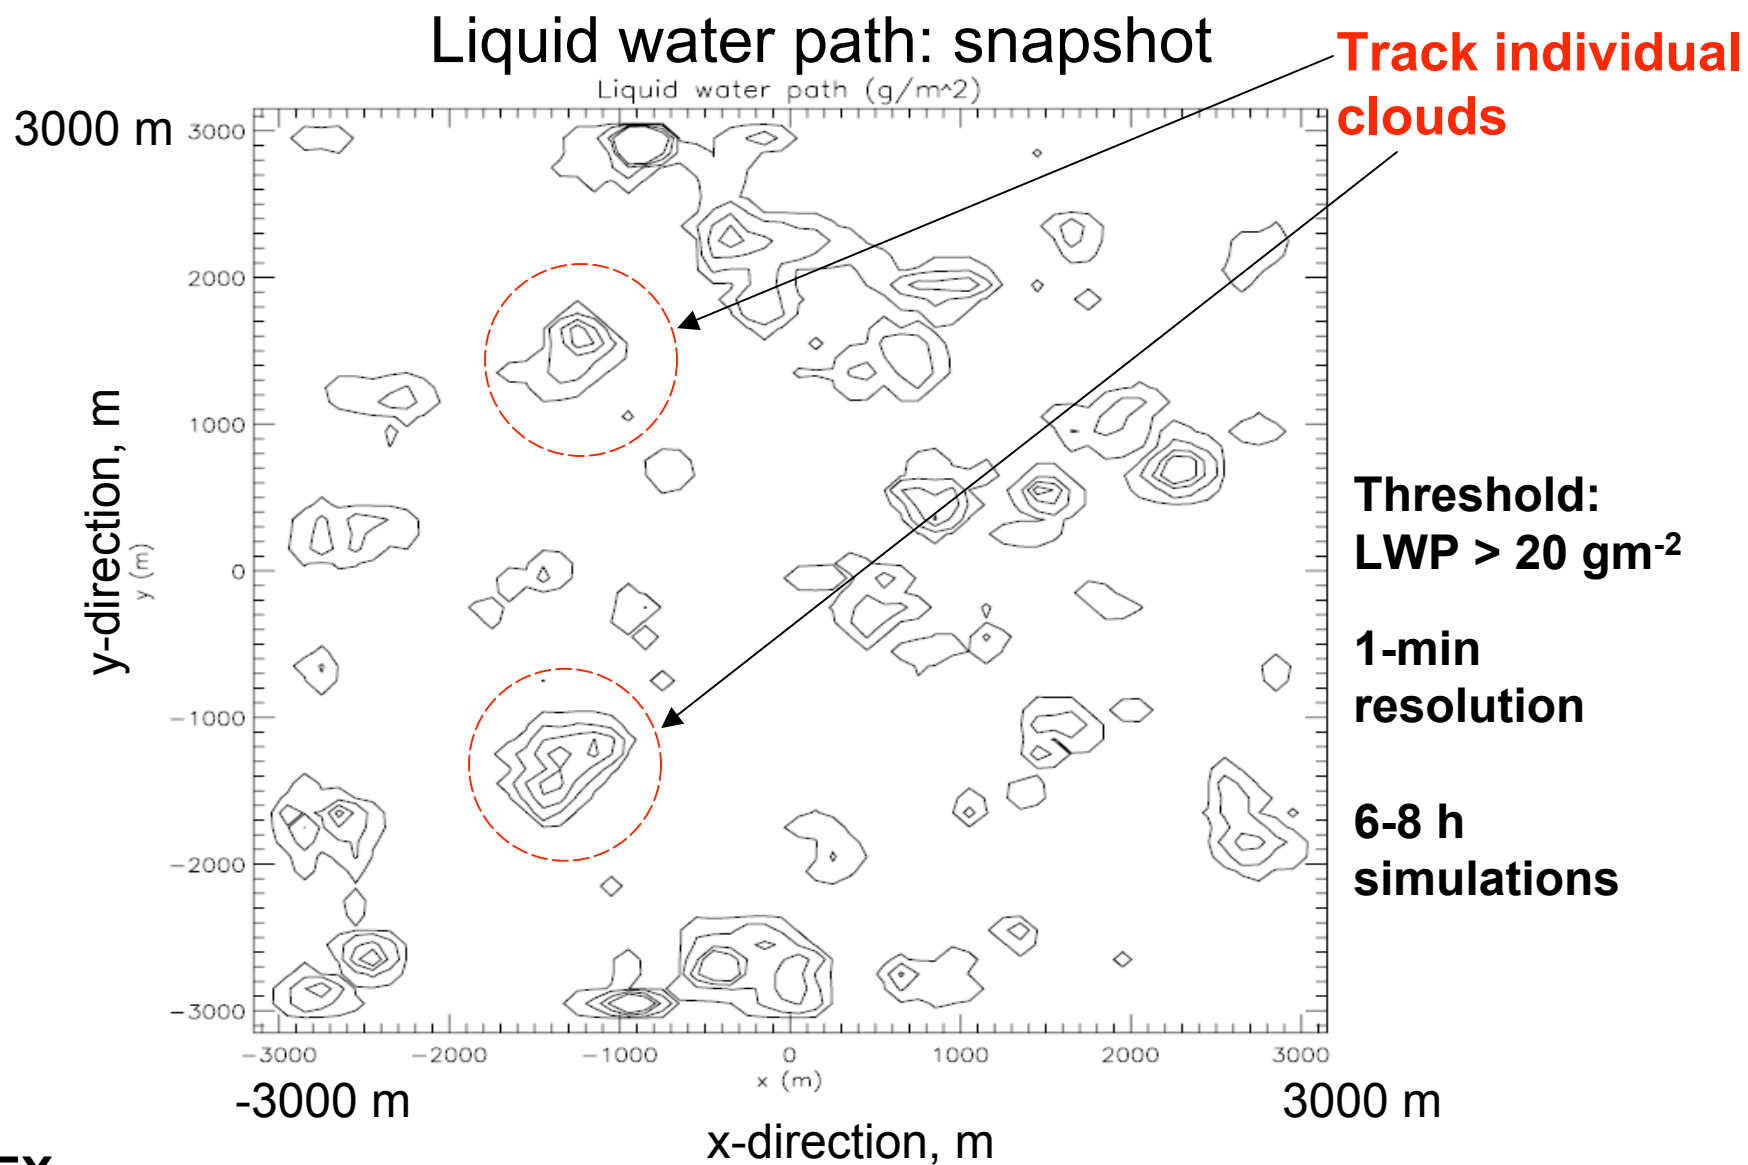 Liquid water path: snapshot
Track individual
clouds
Liquid water path (g/m^2)
3000 m
3000
2000
1000
0
−1000
−2000
−3000
y-direction, m
y (m)
Threshold:
LWP > 20 gm-2
1-min
resolution
6-8 h
simulations
−3000 −2000 −1000 0 1000 2000 3000
x (m)
-3000 m
3000 m
x-direction, m